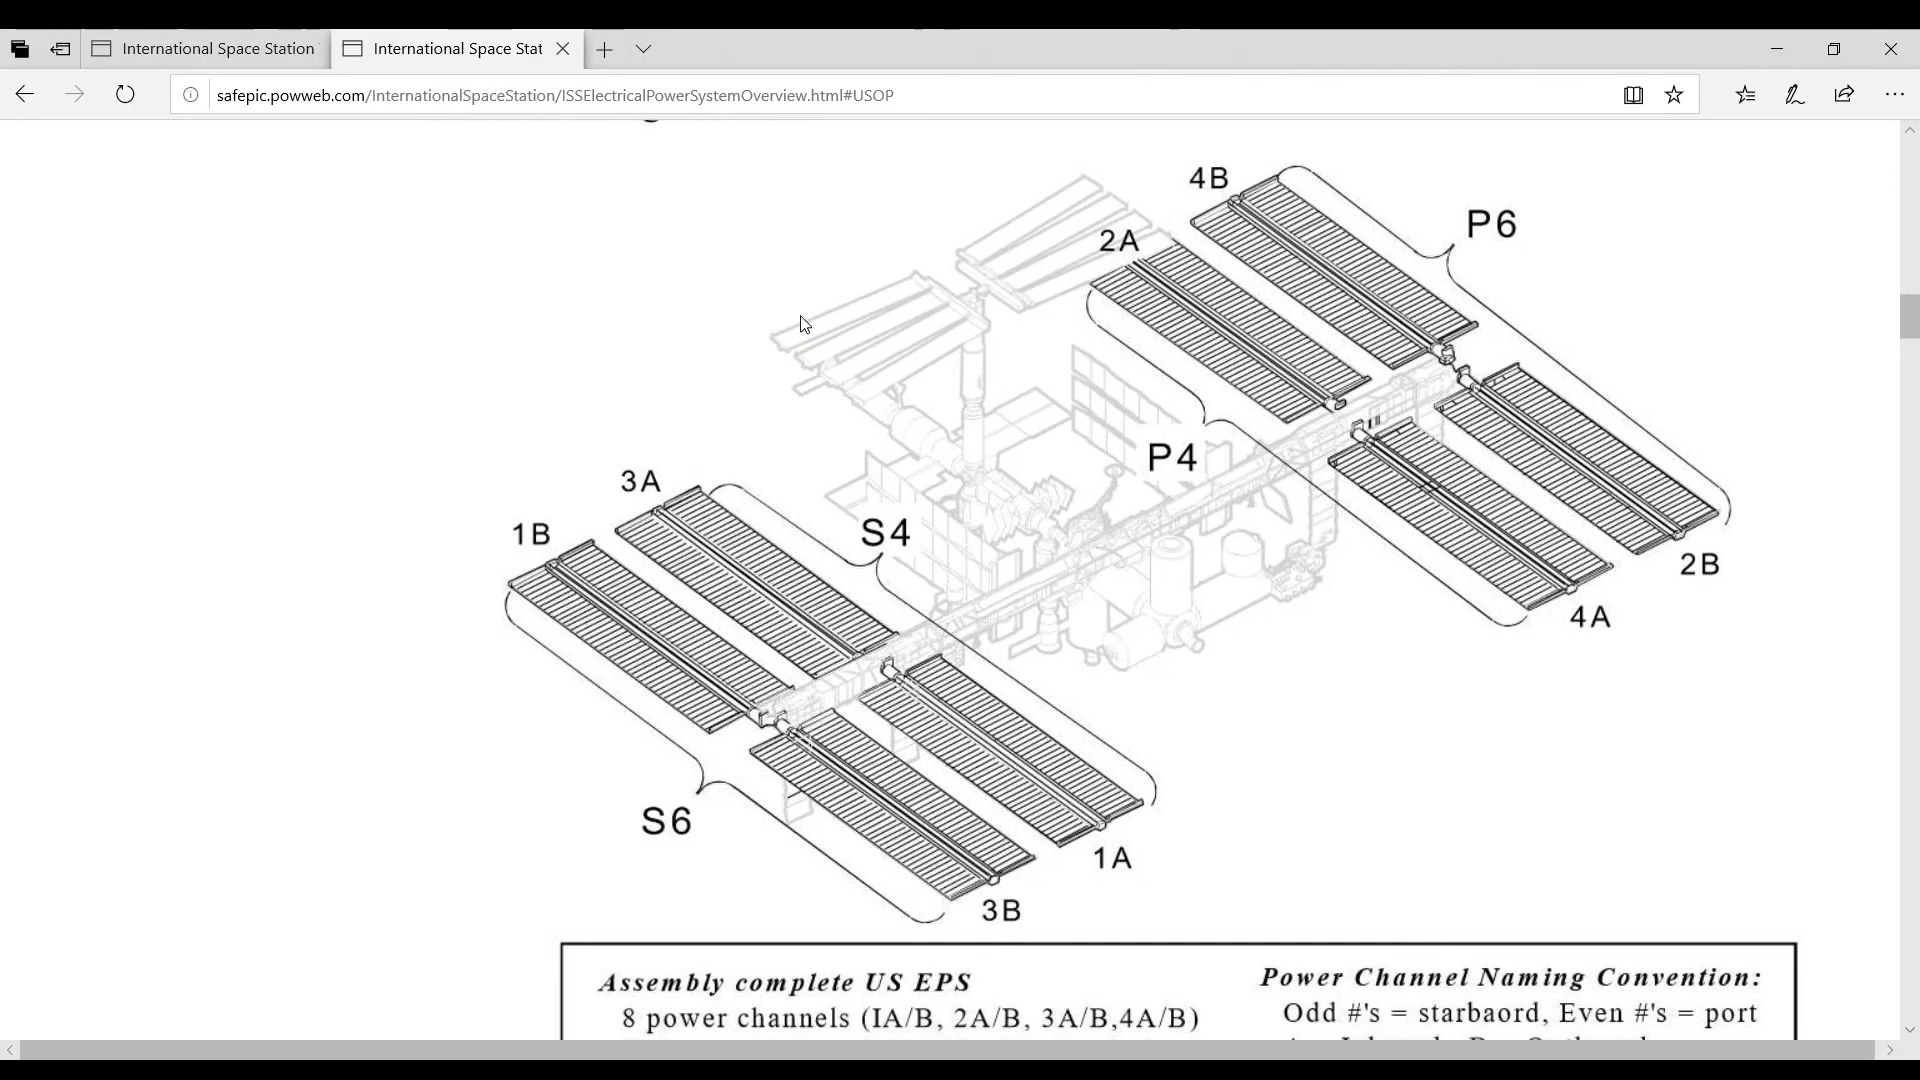 International Space Station
International Space Stat
safepic.powweb.com/InternationalSpaceStation/ISSElectricalPowerSystemOverview.html#USOP
4B
P6
2A
P4
3A
S4
1B
2B
4A
S6
1A
3B
Assembly complete US EPS
8 power channels (IA/B, 2A/B, 3A/B,4A/B)
Power Channel Naming Convention:
Odd #'s = starbaord, Even #'s = port